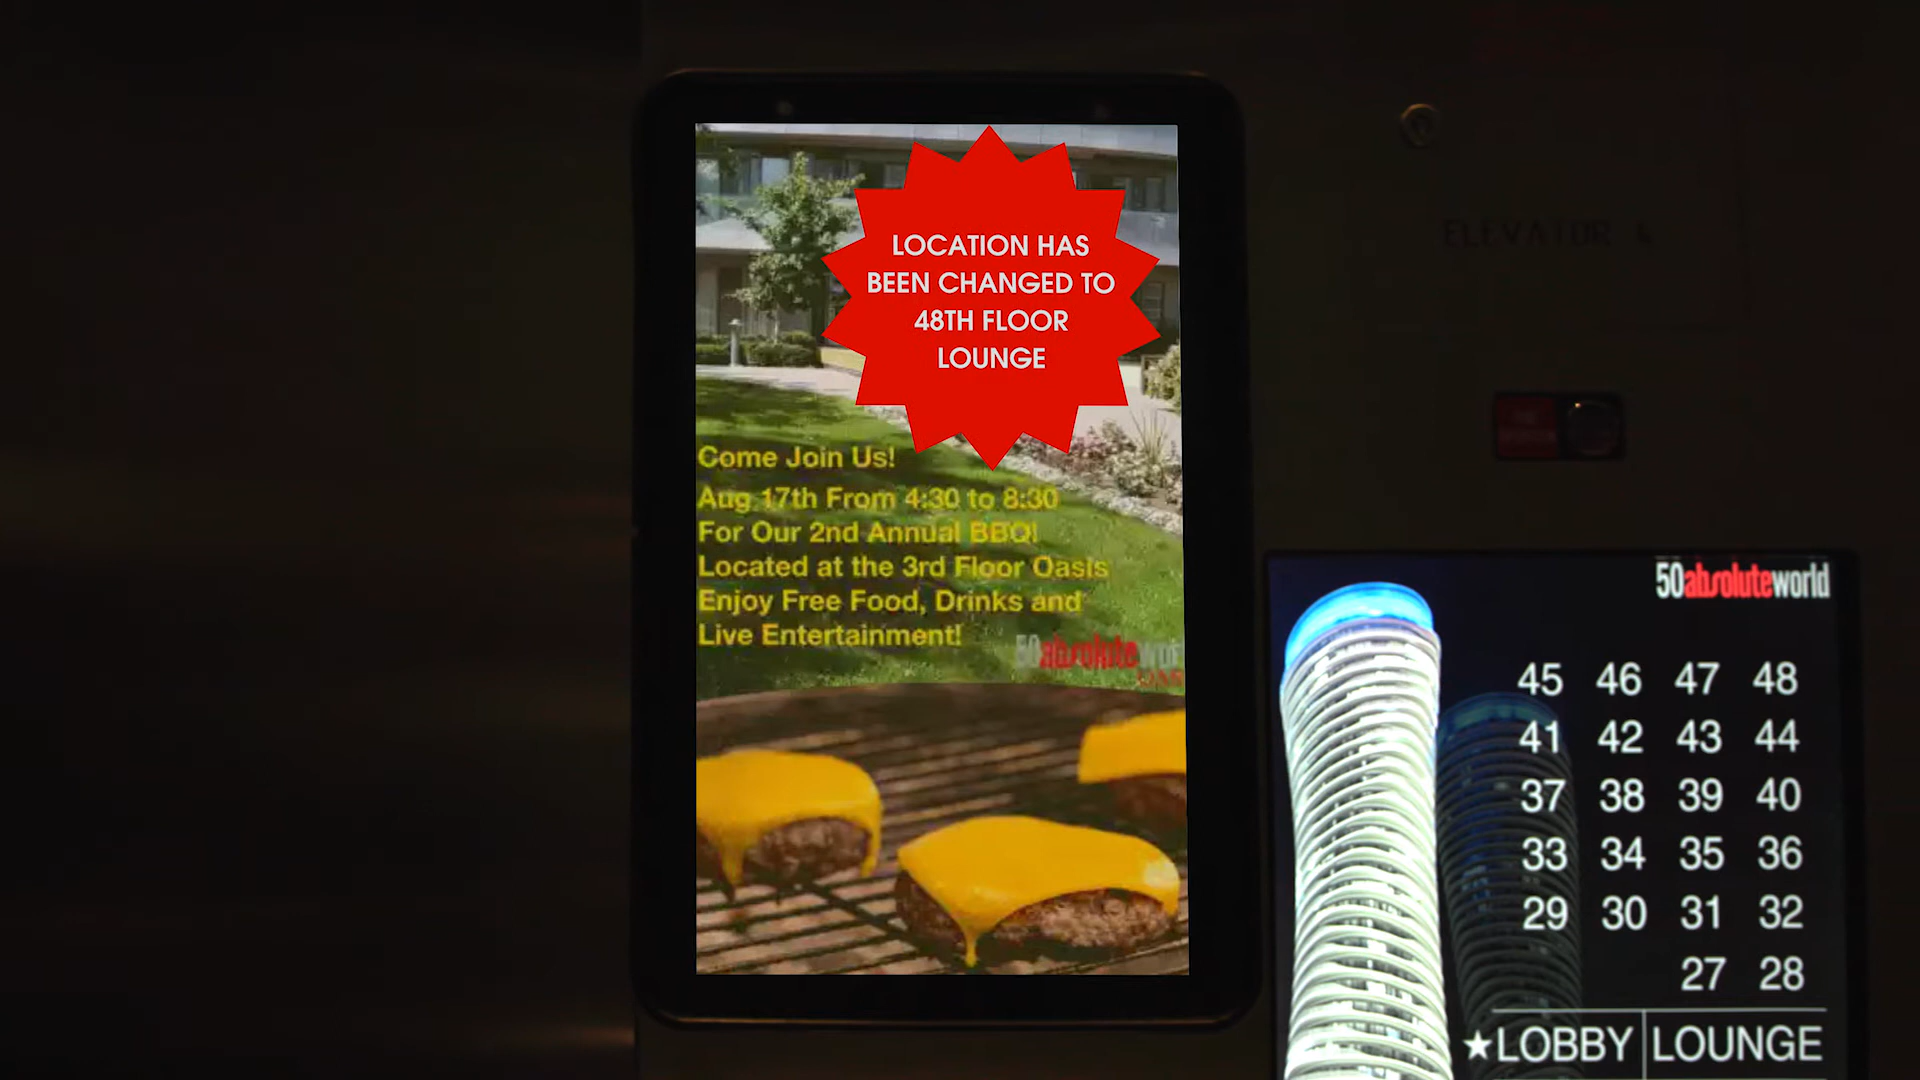 LOCATION HAS
BEEN CHANGED TO
48TH FLOOR
LOUNGE
Come Join Us!
Aug 17th From 4:30 to 8:30
For Our 2nd Annual BBQ!
Located at the 3rd Floor Oasis
Enjoy Free Food, Drinks and
Live Entertainment!
50absolutewor
ELEVATOR
50absoluteworld
45 46 47 48
41 42 43 44
37 38 39 40
33 34 35 36
29 30 31 32
27 28
★LOBBY LOUNGE